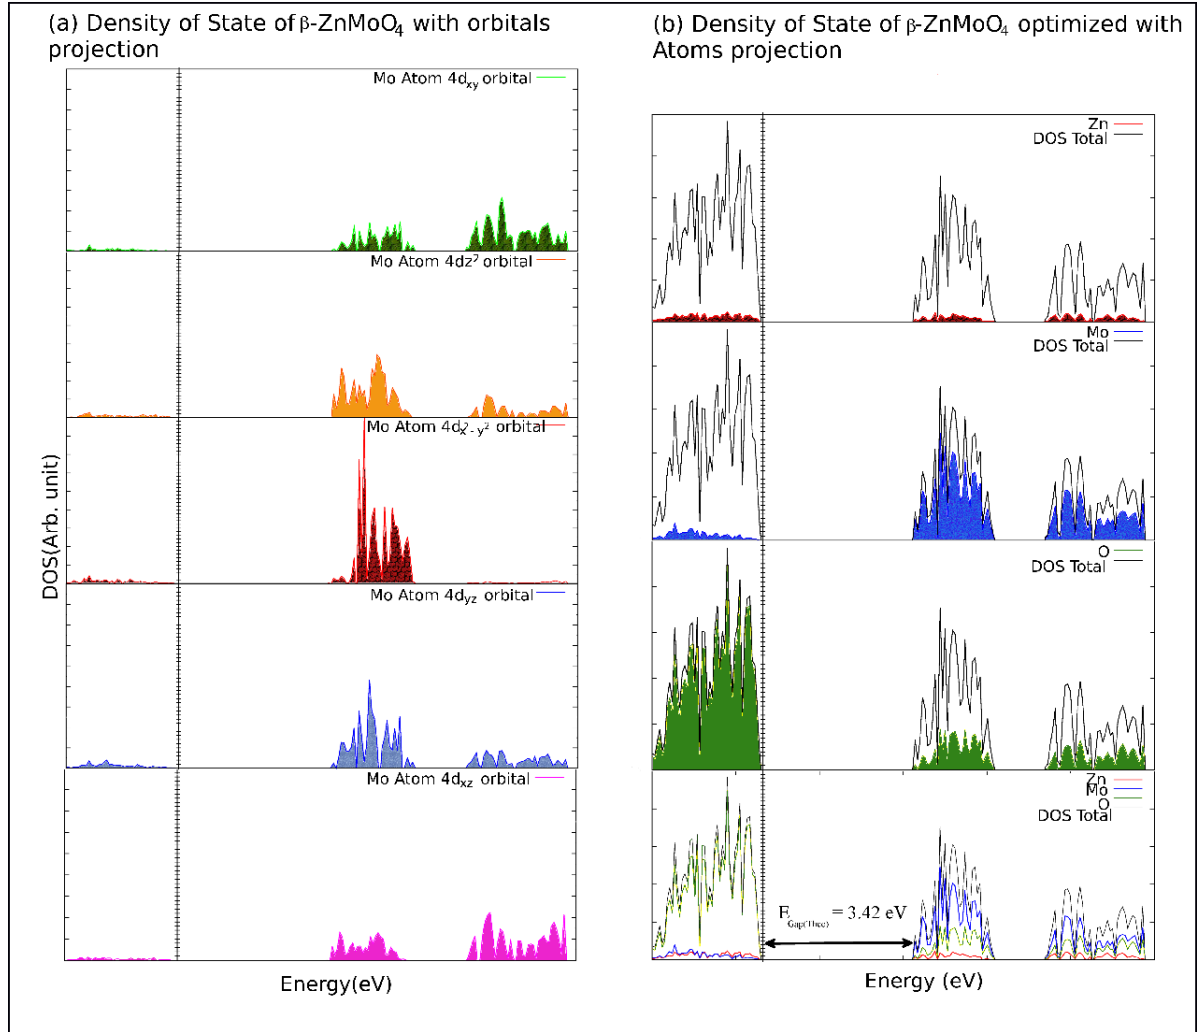 (a) Density of State of β-ZnMoO₄ with orbitals
projection
Mo Atom 4dxy orbital
Mo Atom 4dz² orbital
Mo Atom 4dx² - y² orbital
Mo Atom 4dyz orbital
Mo Atom 4dxz orbital
DOS(Arb. unit)
Energy(eV)
(b) Density of State of β-ZnMoO₄ optimized with
Atoms projection
Zn
DOS Total
Mo
DOS Total
O
DOS Total
Zn
Mo
O
DOS Total
E Gap(Theo) = 3.42 eV
Energy (eV)